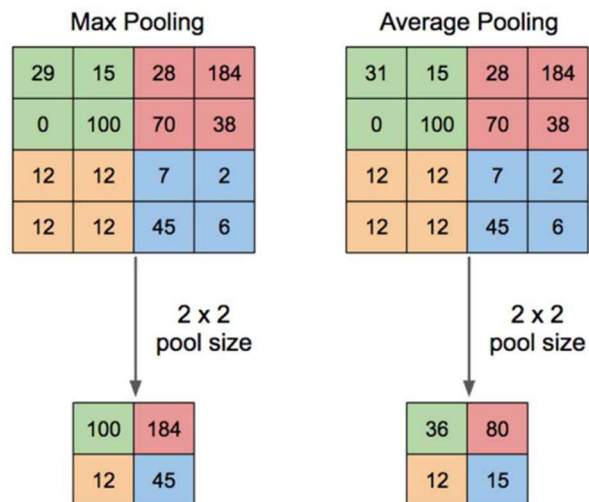 Max Pooling
29 15 28 184
0 100 70 38
12 12 7 2
12 12 45 6
2 x 2
pool size
100 184
12 45
Average Pooling
31 15 28 184
0 100 70 38
12 12 7 2
12 12 45 6
2 x 2
pool size
36 80
12 15